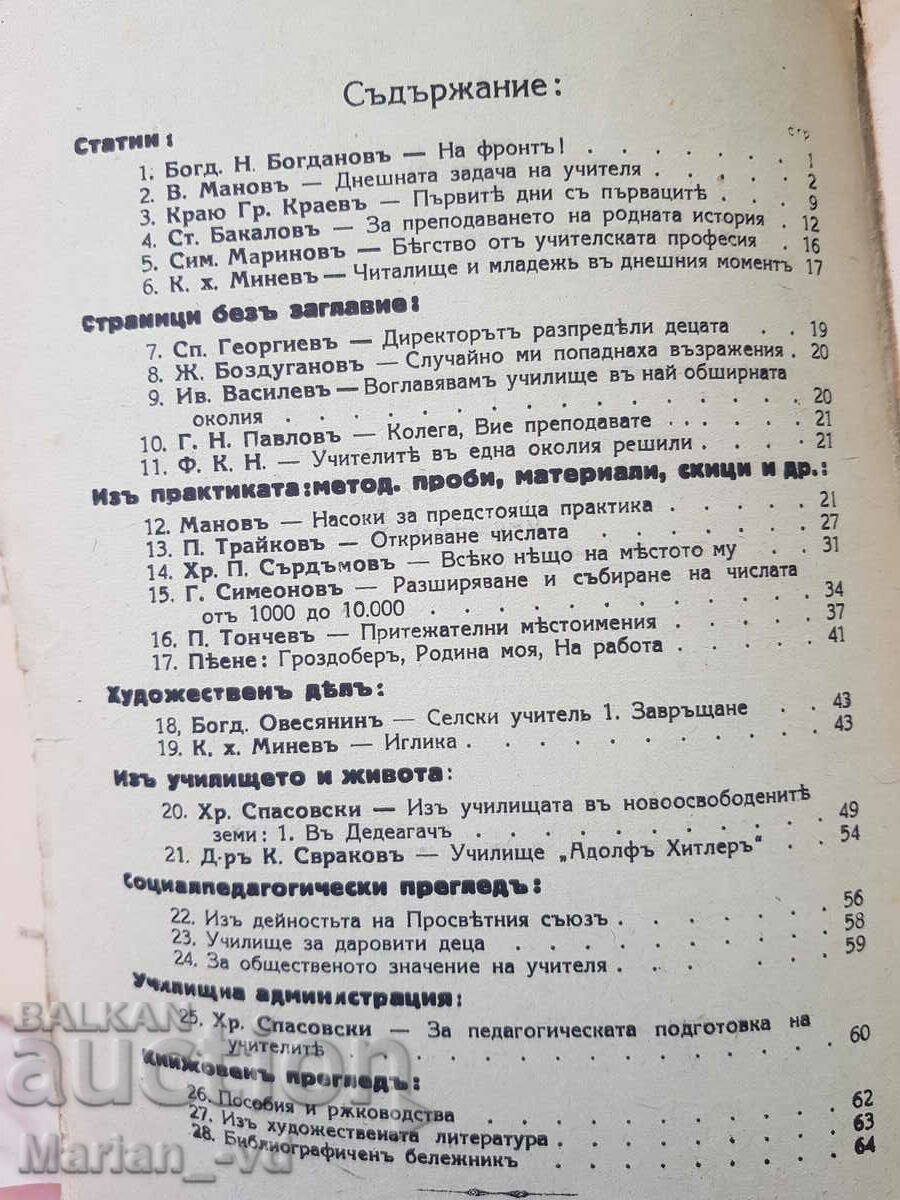 Съдържание:
Статии:
стр
1. Богд. Н. Богдановъ — На фронтъ! . . . . . . . 1
2. В. Мановъ — Днешната задача на учителя . . . . 2
3. Краю Гр. Краевъ — Първитѣ дни съ първацитѣ . . . 9
4. Ст. Бакаловъ — За преподаването на родната история . 12
5. Сим. Мариновъ — Бѣгство отъ учителската професия . 16
6. К. х. Миневъ — Читалище и младежь въ днешния моментъ 17
Страници безъ заглавие:
7. Сп. Георгиевъ — Директорътъ разпредѣли децата . . 19
8. Ж. Боздугановъ — Случайно ми попаднаха възражения . 20
9. Ив. Василевъ — Воглавявамъ училище въ най обширната
околия . . . . . . . . . . . . . . 20
10. Г. Н. Павловъ — Колега, Вие преподавате . . . . . . 21
11. Ф. К. Н. — Учителитѣ въ една околия решили . . . . 21
Изъ практиката: метод. проби, материали, скици и др.:
12. Мановъ — Насоки за предстояща практика . . . . . 21
13. П. Трайковъ — Откриване числата . . . . . . . 27
14. Хр. П. Сърдъмовъ — Всѣко нѣщо на мѣстото му . . 31
15. Г. Симеоновъ — Разширяване и събиране на числата
отъ 1000 до 10.000 . . . . . . . . . . . 34
16. П. Тончевъ — Притежателни мѣстоимения . . . . . 37
17. Пѣене: Гроздоберъ, Родина моя, На работа . . . . . 41
Художественъ дѣлъ:
18, Богд. Овесянинъ — Селски учитель 1. Завръщане . . 43
19. К. х. Миневъ — Иглика . . . . . . . . . . 43
Изъ училището и живота:
20. Хр. Спасовски — Изъ училищата въ новоосвободенитѣ
земи: 1. Въ Дедеагачъ . . . . . . . . . . 49
21. Д-ръ К. Свраковъ — Училище „Адолфъ Хитлеръ“ . . 54
Социалпедагогически прегледъ:
22. Изъ дейностьта на Просвѣтния съюзъ . . . . . . 56
23. Училище за даровити деца . . . . . . . . . 58
24. За общественото значение на учителя . . . . . 59
Училищна администрация:
25. Хр. Спасовски — За педагогическата подготовка на
учителитѣ . . . . . . . . . . . . . 60
Книжовенъ прегледъ:
26. Пособия и рѫководства . . . . . . . . . . 62
27. Изъ художествената литература . . . . . . . 63
28. Библиографиченъ бележникъ . . . . . . . . 64
BALKAN
auction
Marian_-vd